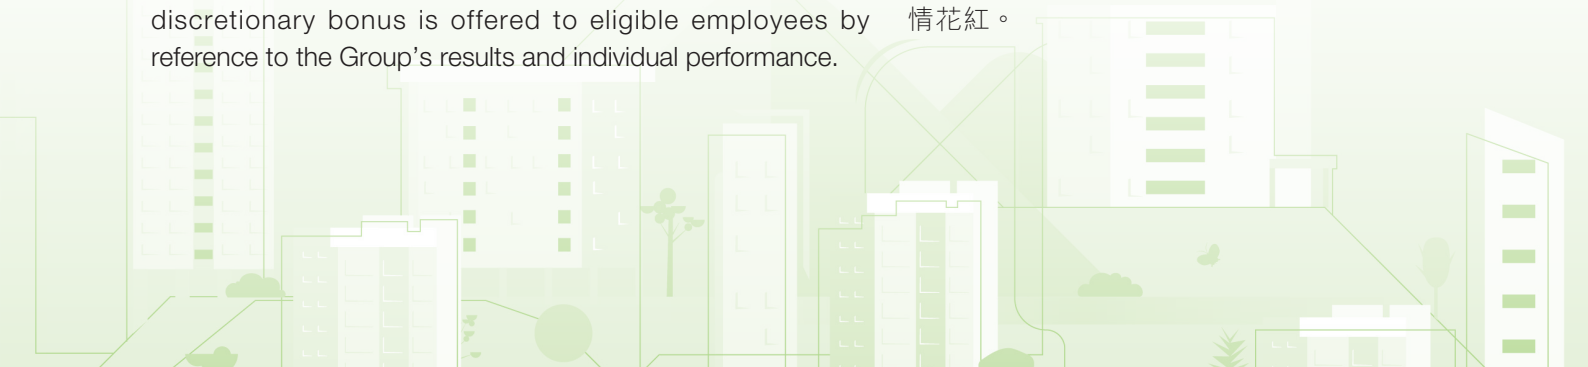 discretionary bonus is offered to eligible employees by
reference to the Group’s results and individual performance.
情花紅。